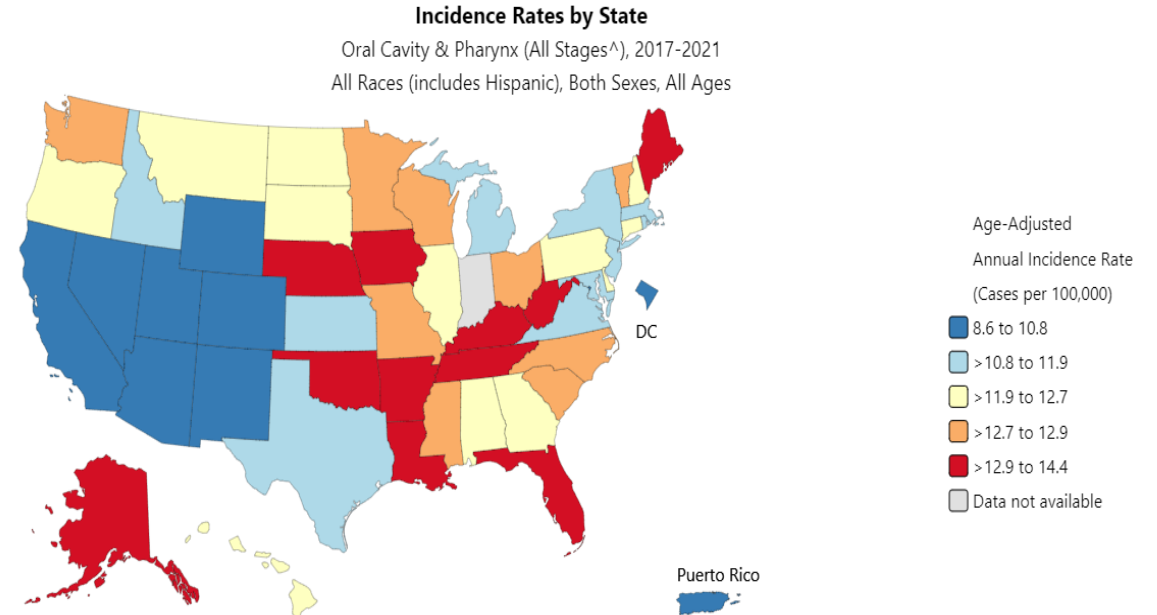 Incidence Rates by State
Oral Cavity & Pharynx (All Stages^), 2017-2021
All Races (includes Hispanic), Both Sexes, All Ages
DC
Puerto Rico
Age-Adjusted
Annual Incidence Rate
(Cases per 100,000)
8.6 to 10.8
>10.8 to 11.9
>11.9 to 12.7
>12.7 to 12.9
>12.9 to 14.4
Data not available